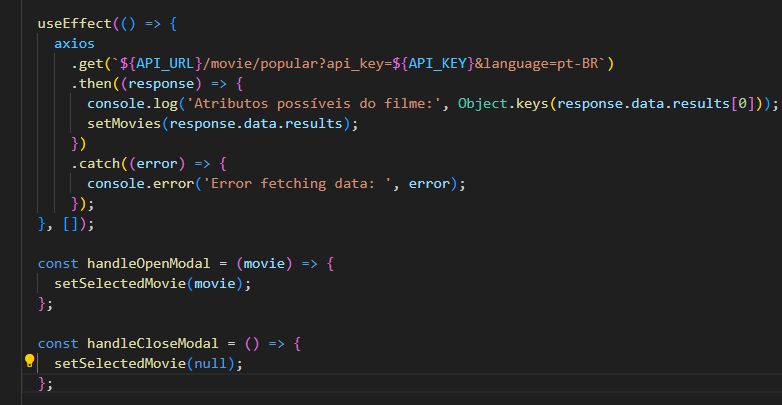 useEffect(() => {
  axios
    .get(`${API_URL}/movie/popular?api_key=${API_KEY}&language=pt-BR`)
    .then((response) => {
      console.log('Atributos possíveis do filme:', Object.keys(response.data.results[0]));
      setMovies(response.data.results);
    })
    .catch((error) => {
      console.error('Error fetching data: ', error);
    });
}, []);

const handleOpenModal = (movie) => {
  setSelectedMovie(movie);
};

const handleCloseModal = () => {
  setSelectedMovie(null);
};